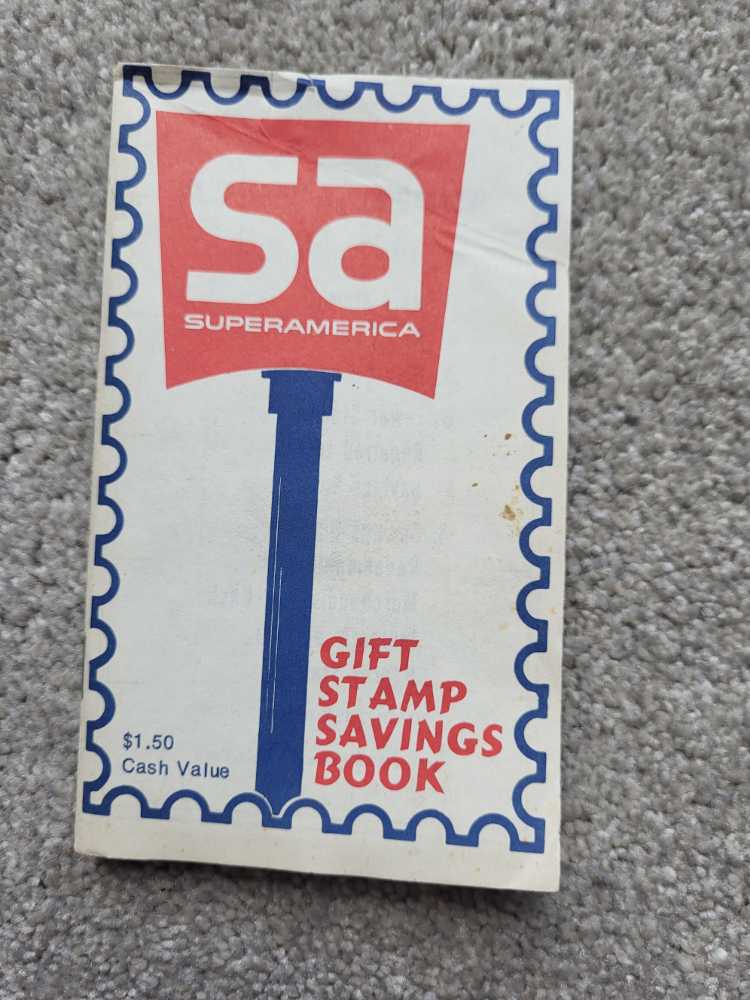 sa
SUPERAMERICA
GIFT
STAMP
SAVINGS
BOOK
$1.50
Cash Value